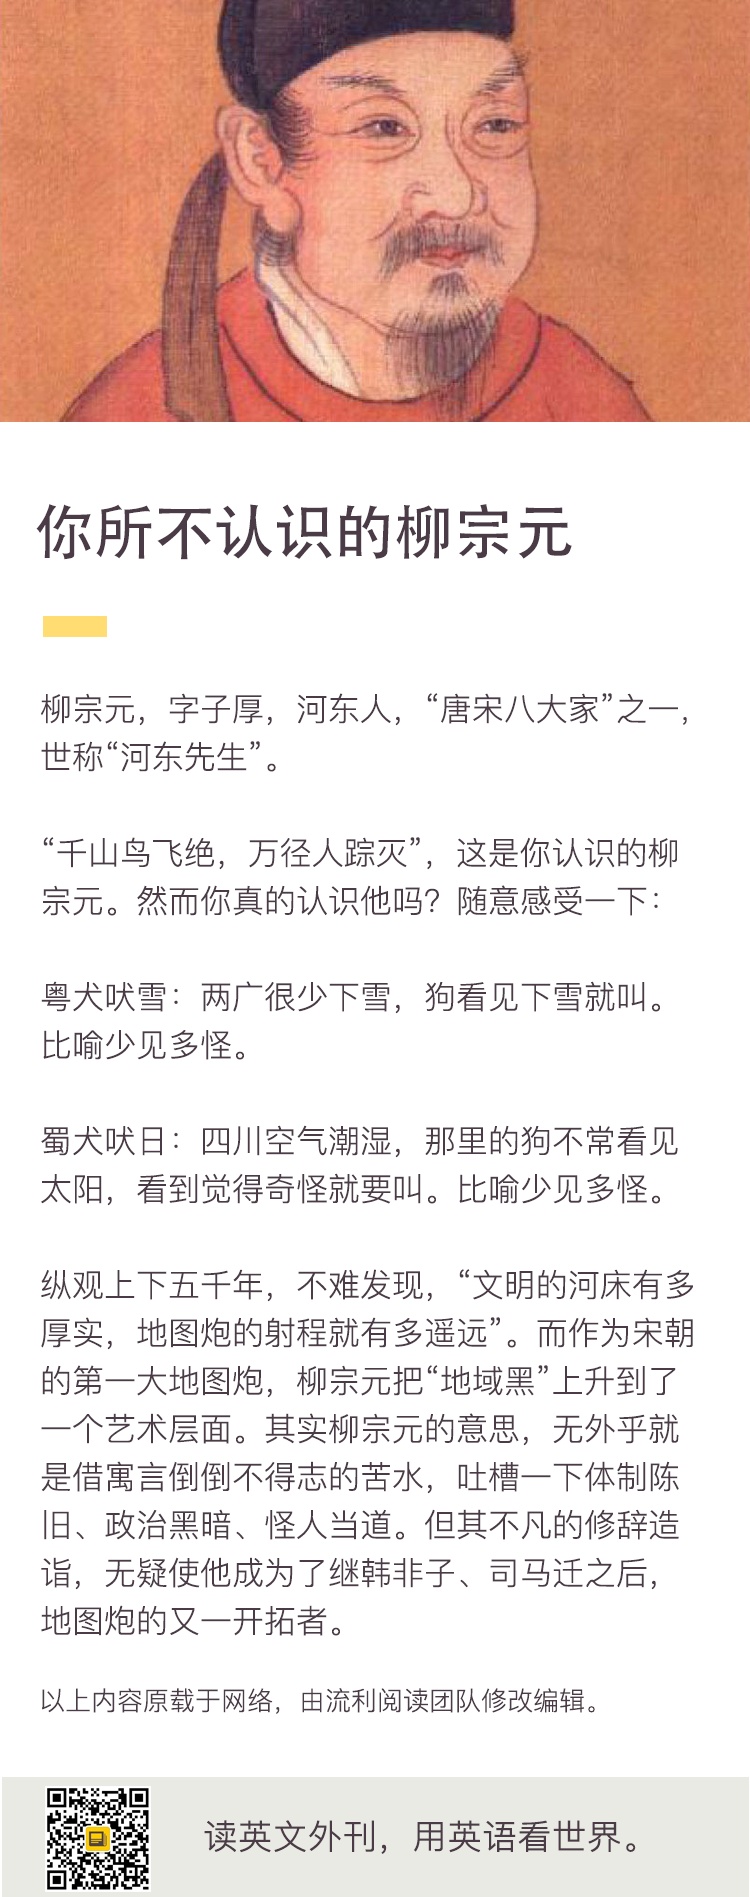 你所不认识的柳宗元
柳宗元，字子厚，河东人，“唐宋八大家”之一，
世称“河东先生”。
“千山鸟飞绝，万径人踪灭”，这是你认识的柳
宗元。然而你真的认识他吗？随意感受一下：
粤犬吠雪：两广很少下雪，狗看见下雪就叫。
比喻少见多怪。
蜀犬吠日：四川空气潮湿，那里的狗不常看见
太阳，看到觉得奇怪就要叫。比喻少见多怪。
纵观上下五千年，不难发现，“文明的河床有多
厚实，地图炮的射程就有多遥远”。而作为宋朝
的第一大地图炮，柳宗元把“地域黑”上升到了
一个艺术层面。其实柳宗元的意思，无外乎就
是借寓言倒倒不得志的苦水，吐槽一下体制陈
旧、政治黑暗、怪人当道。但其不凡的修辞造
诣，无疑使他成为了继韩非子、司马迁之后，
地图炮的又一开拓者。
以上内容原载于网络，由流利阅读团队修改编辑。
读英文外刊，用英语看世界。